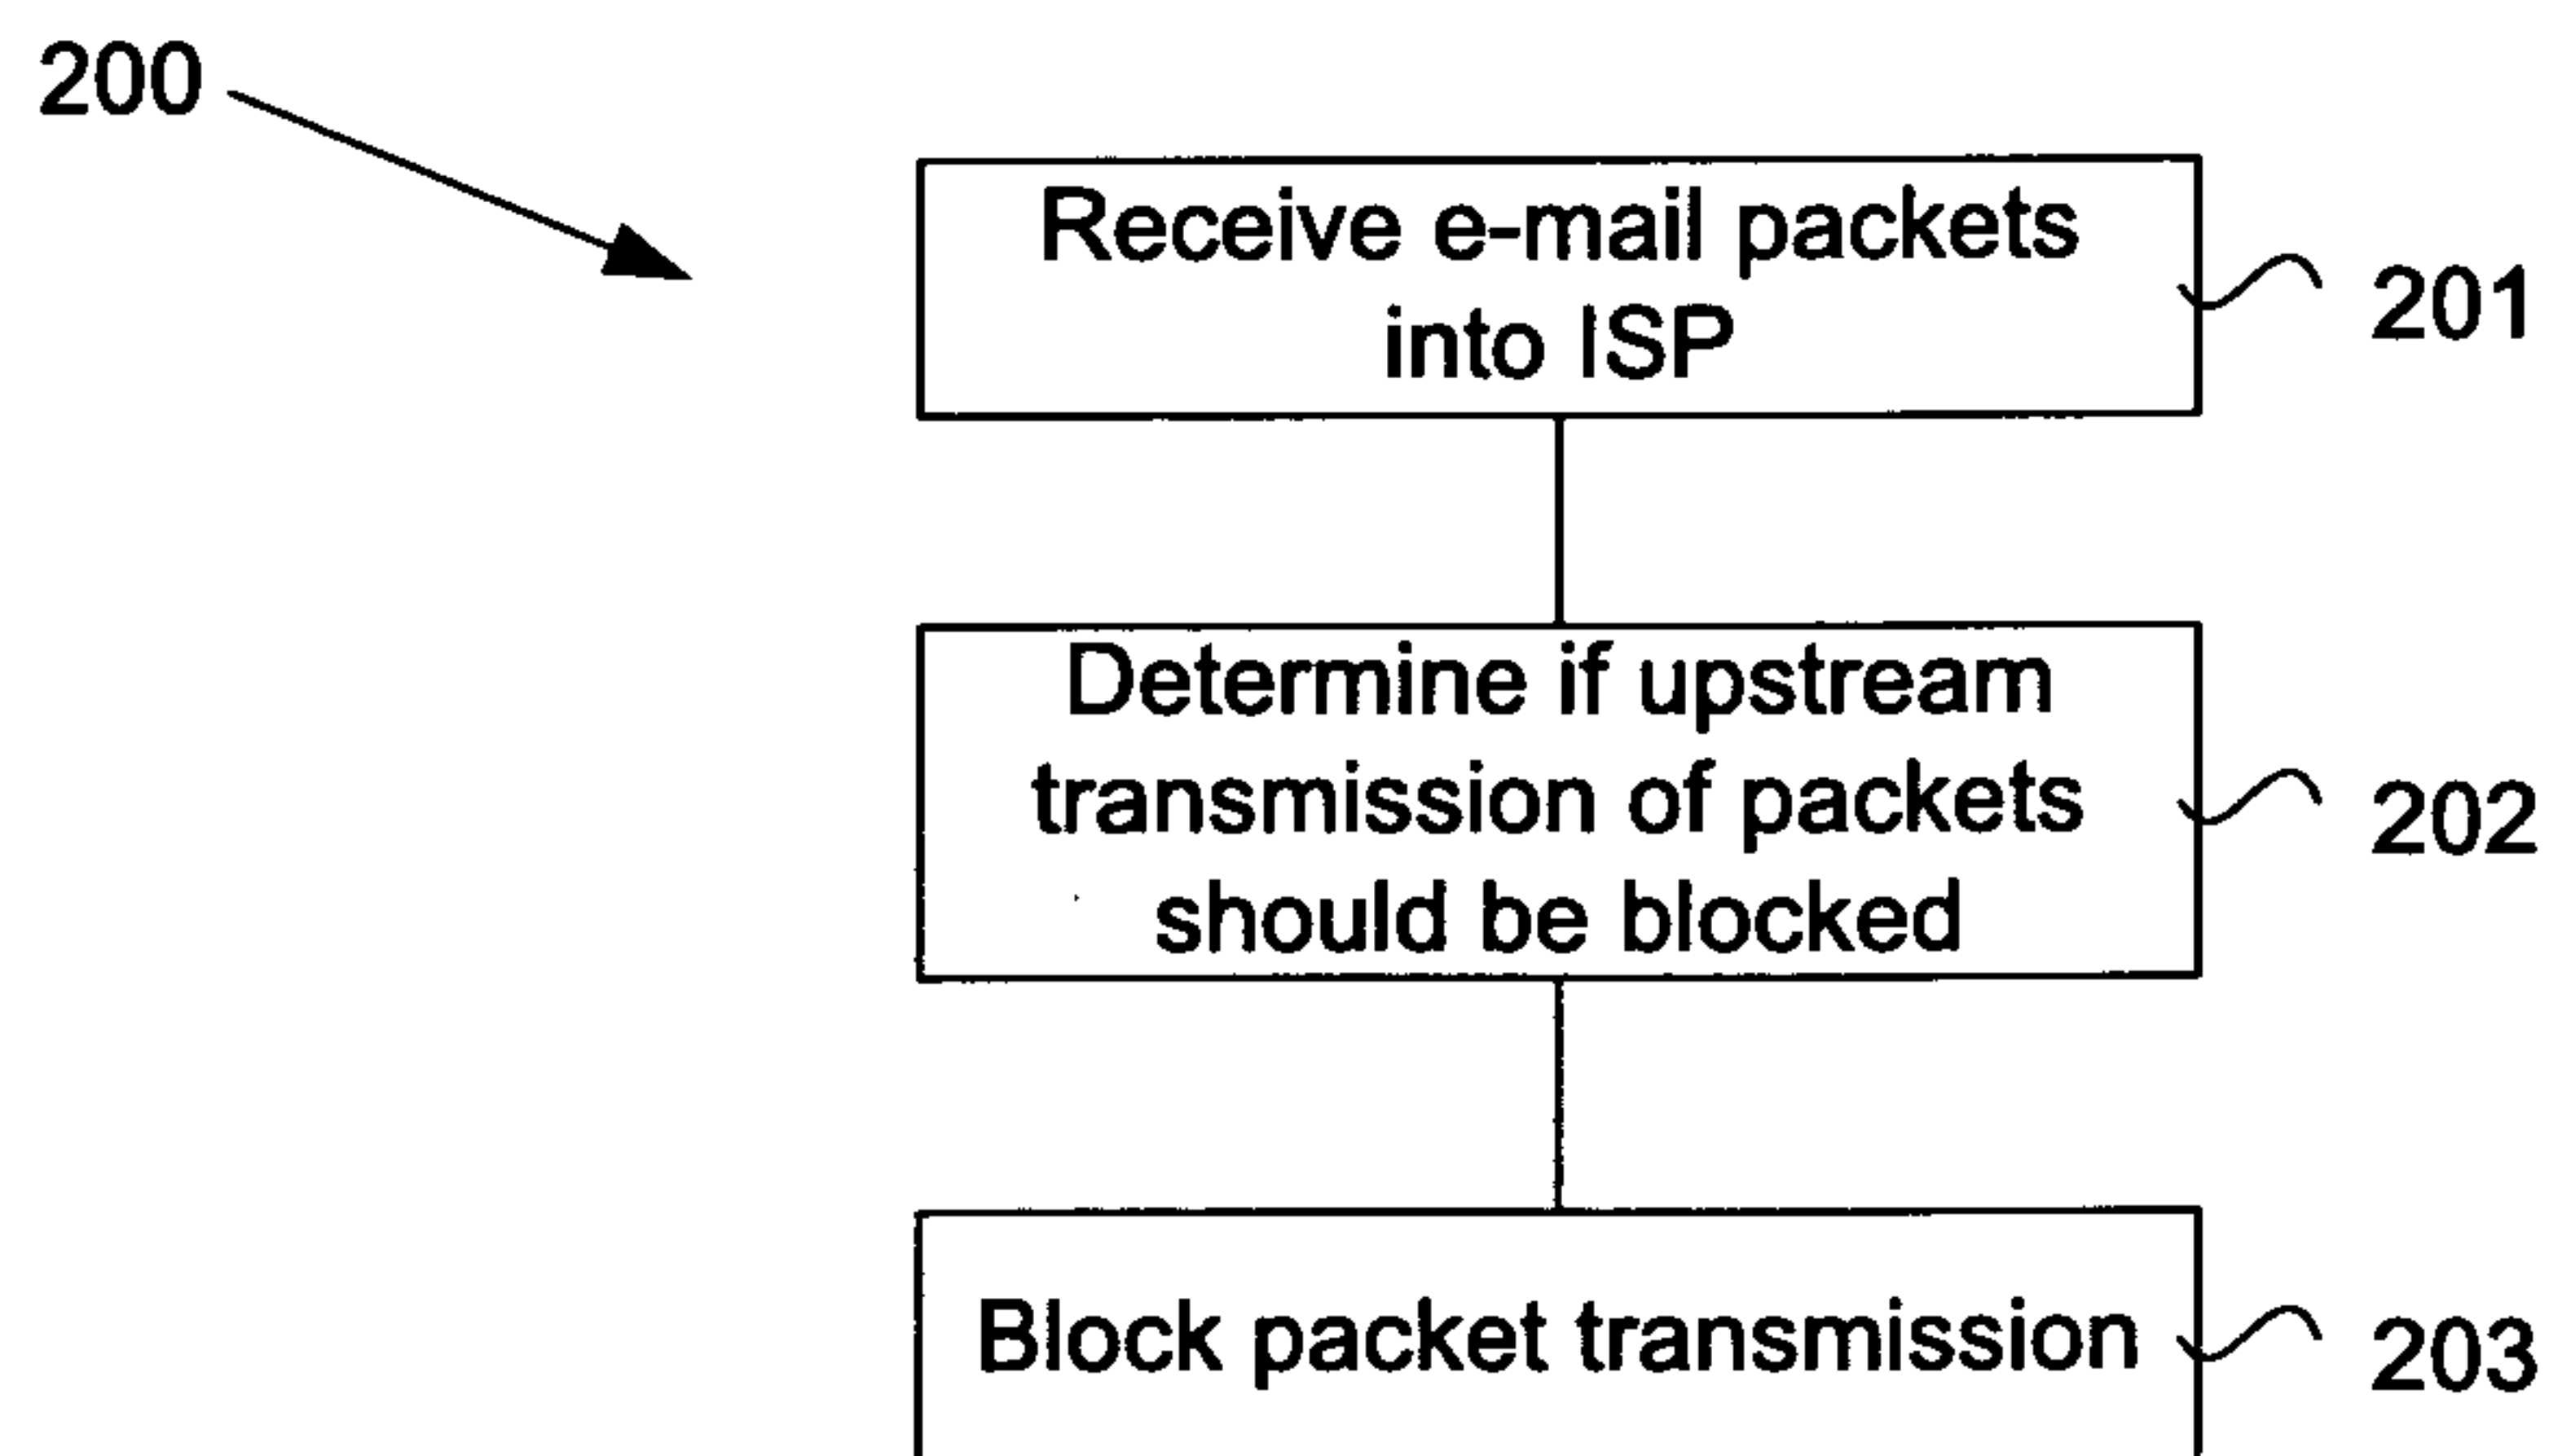 200
Receive e-mail packets
into ISP
201
Determine if upstream
transmission of packets
should be blocked
202
Block packet transmission
203